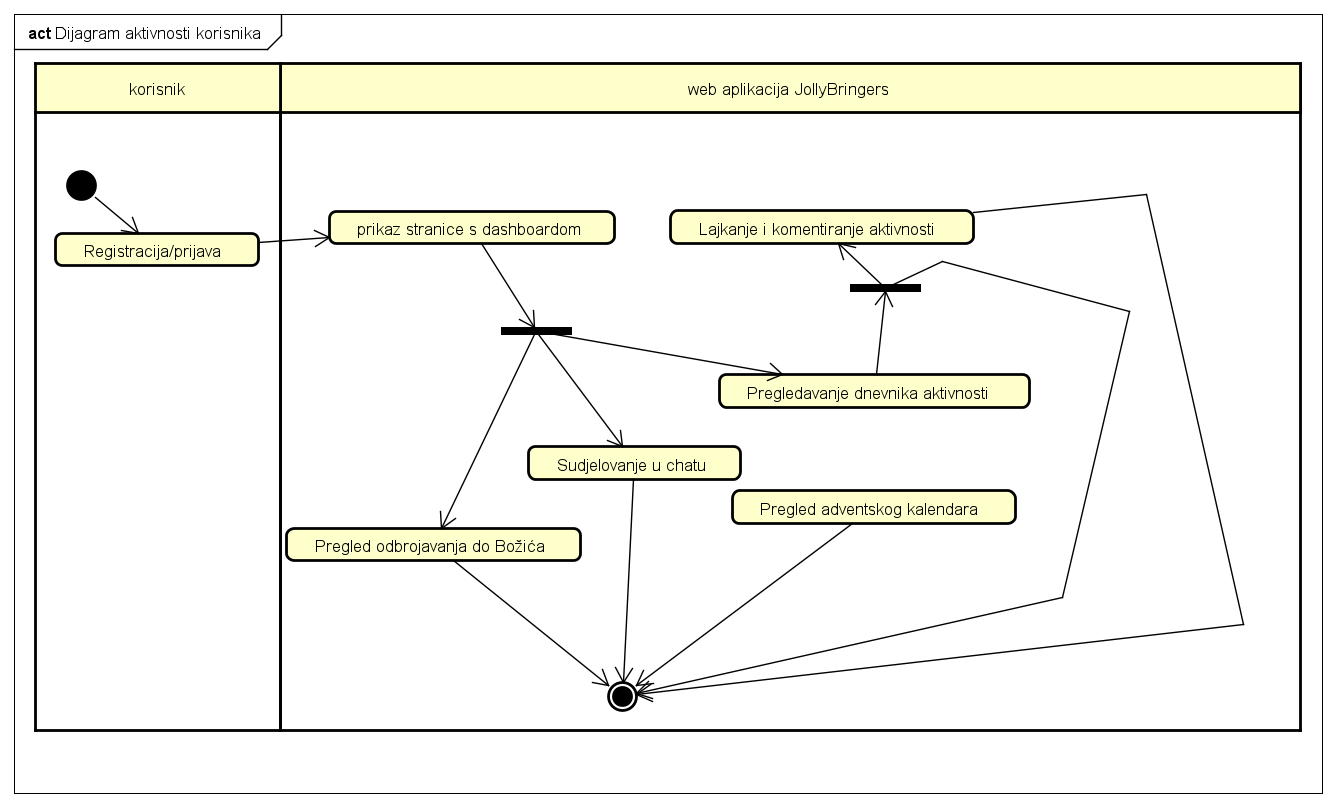 act Dijagram aktivnosti korisnika
korisnik
web aplikacija JollyBringers
Registracija/prijava
prikaz stranice s dashboardom
Lajkanje i komentiranje aktivnosti
Pregledavanje dnevnika aktivnosti
Sudjelovanje u chatu
Pregled adventskog kalendara
Pregled odbrojavanja do Božića